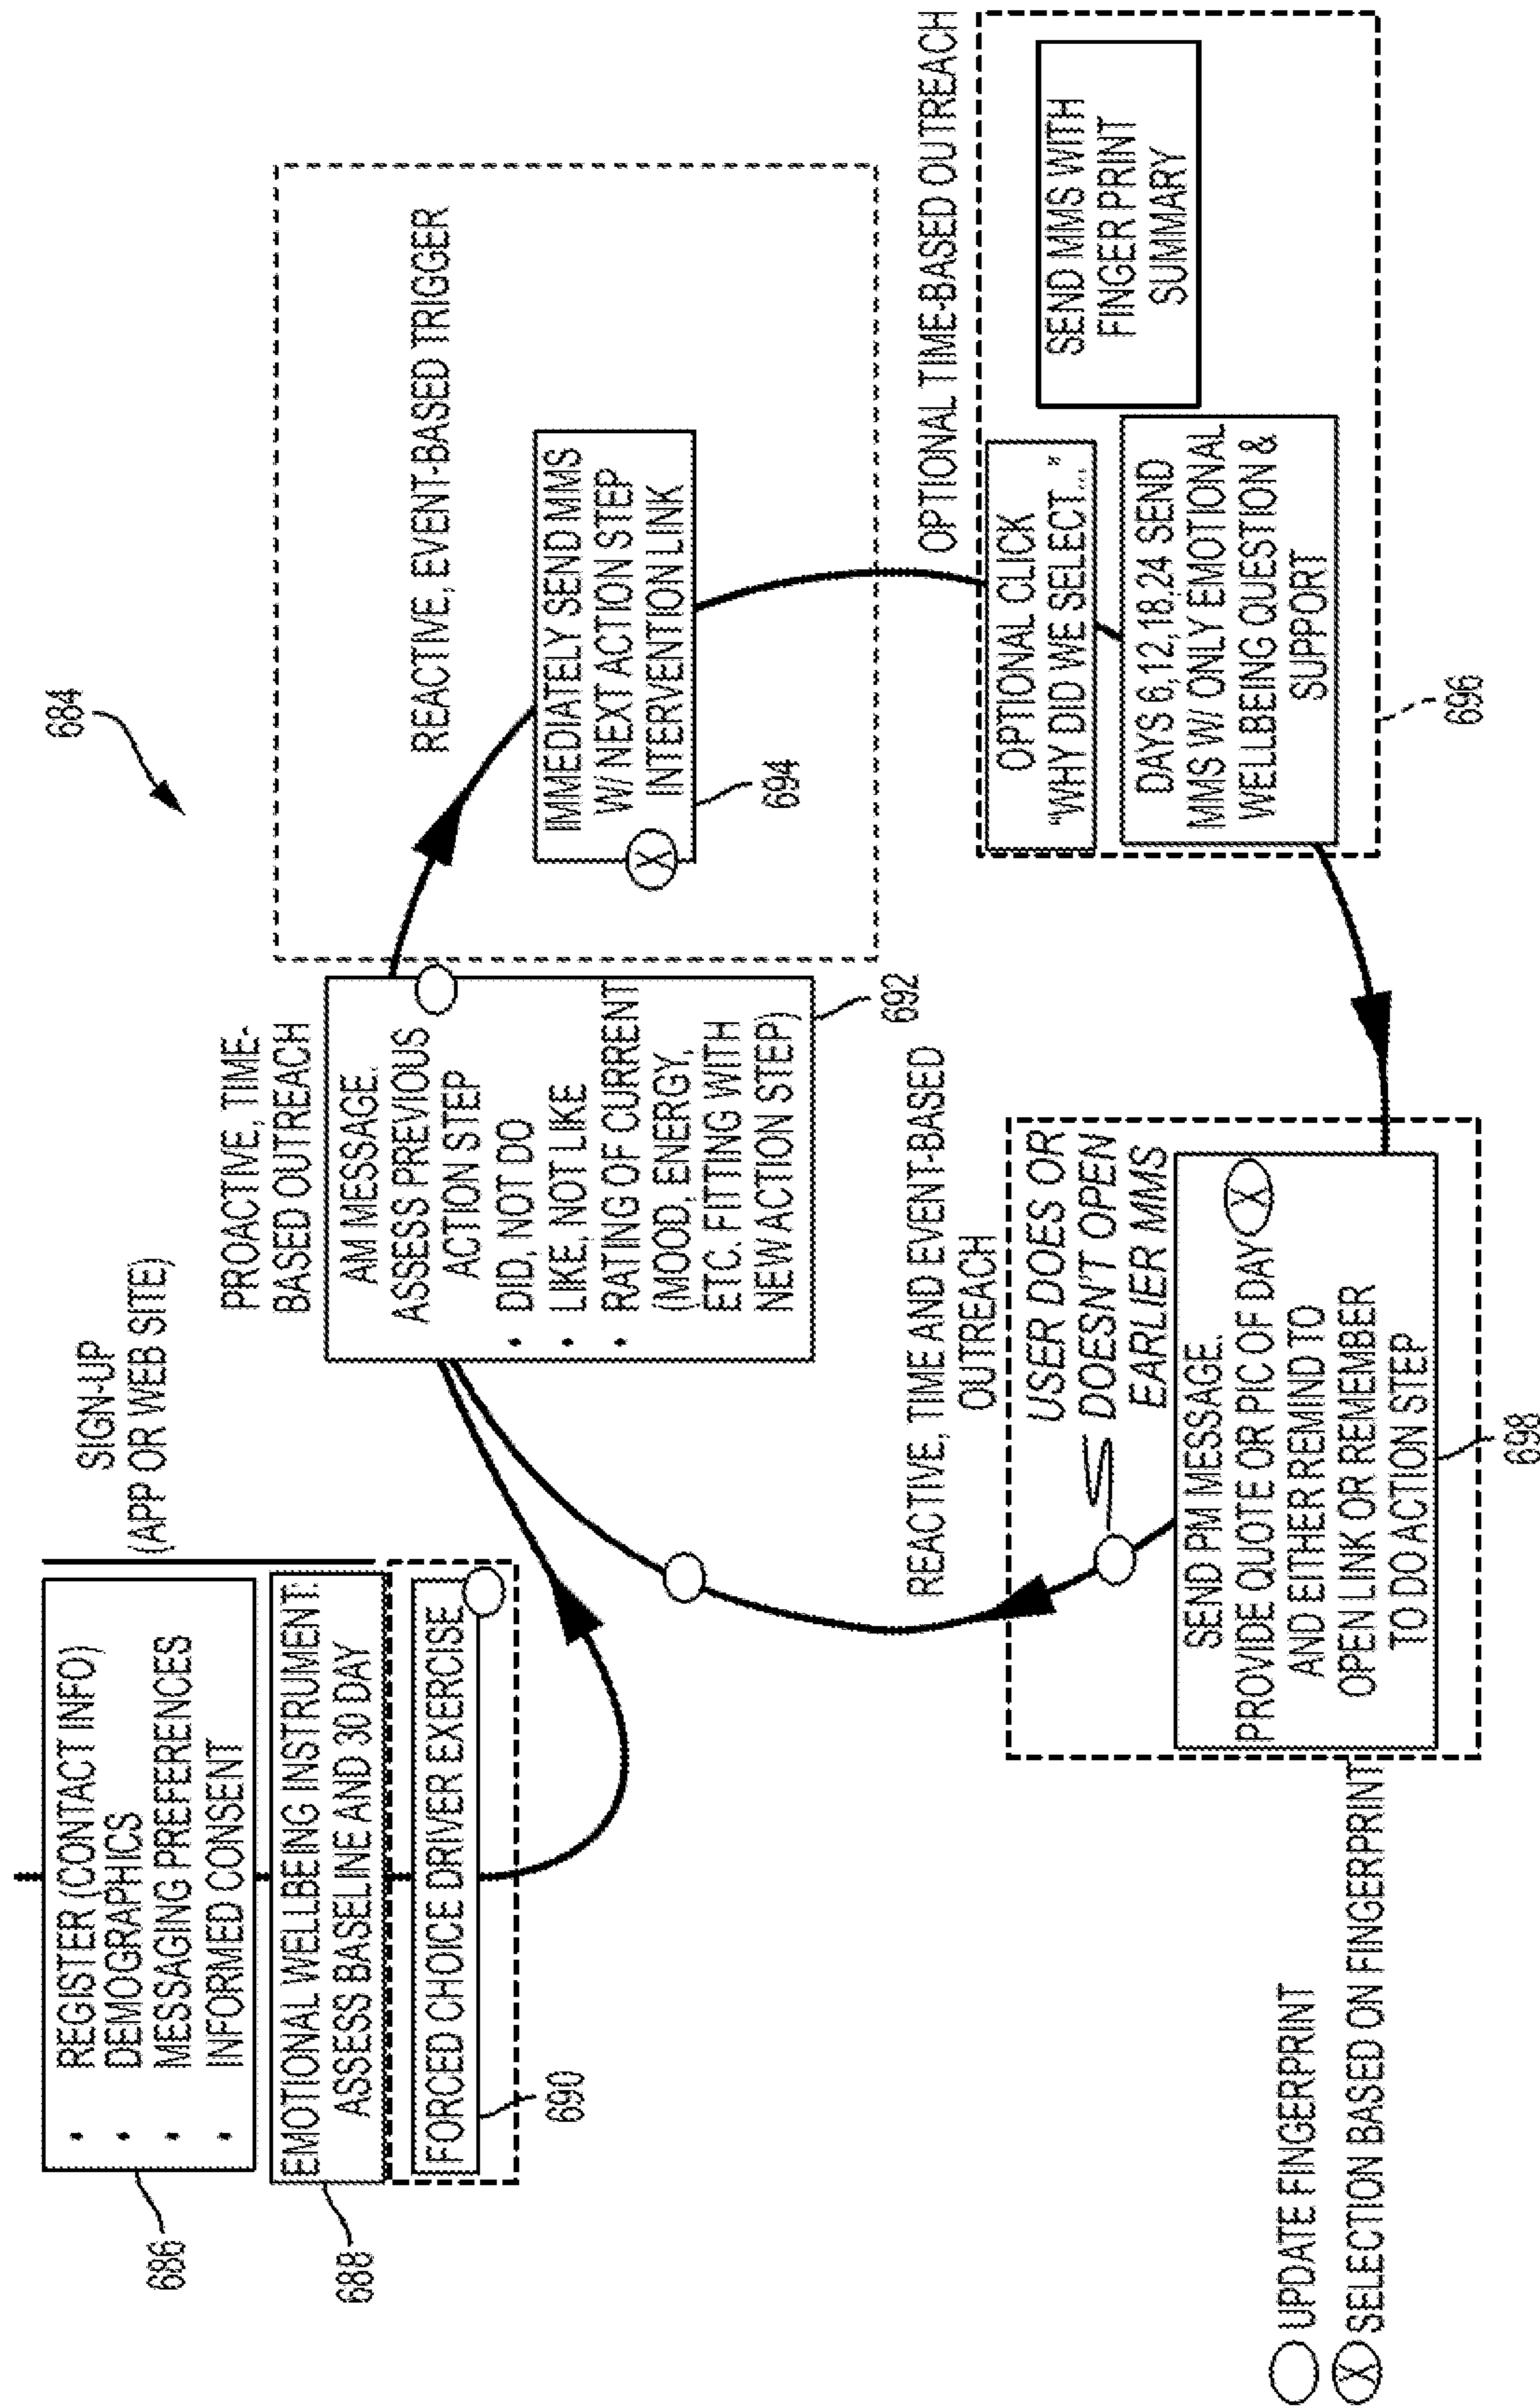 684
SIGN-UP
(APP OR WEB SITE)
• REGISTER (CONTACT INFO)
• DEMOGRAPHICS
• MESSAGING PREFERENCES
• INFORMED CONSENT
686
EMOTIONAL WELLBEING INSTRUMENT.
ASSESS BASELINE AND 30 DAY
688
FORCED CHOICE DRIVER EXERCISE
690
PROACTIVE, TIME-
BASED OUTREACH
AM MESSAGE.
ASSESS PREVIOUS
ACTION STEP
• DID, NOT DO
• LIKE, NOT LIKE
• RATING OF CURRENT
(MOOD, ENERGY,
ETC. FITTING WITH
NEW ACTION STEP)
692
REACTIVE, EVENT-BASED TRIGGER
IMMEDIATELY SEND MMS
W/ NEXT ACTION STEP
INTERVENTION LINK
X
694
OPTIONAL TIME-BASED OUTREACH
OPTIONAL CLICK
"WHY DID WE SELECT..."
SEND MMS WITH
FINGER PRINT
SUMMARY
DAYS 6,12,18,24 SEND
MMS W/ ONLY EMOTIONAL
WELLBEING QUESTION &
SUPPORT
696
REACTIVE, TIME AND EVENT-BASED
OUTREACH
USER DOES OR
DOESN'T OPEN
EARLIER MMS
SEND PM MESSAGE.
PROVIDE QUOTE OR PIC OF DAY
X
AND EITHER REMIND TO
OPEN LINK OR REMEMBER
TO DO ACTION STEP
698
UPDATE FINGERPRINT
X SELECTION BASED ON FINGERPRINT